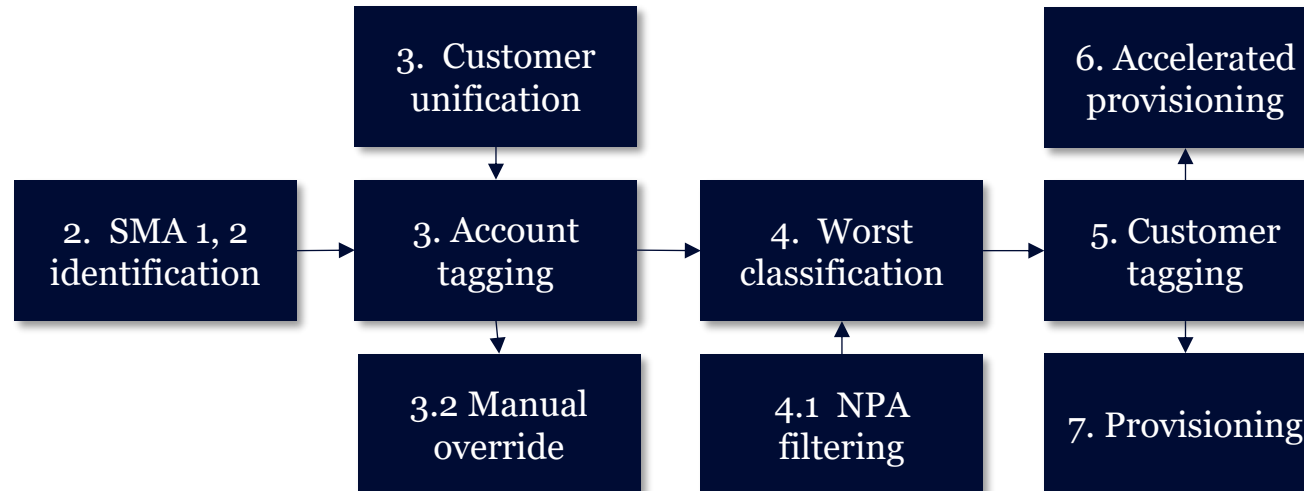 3. Customer
unification
6. Accelerated
provisioning
2. SMA 1, 2
identification
3. Account
tagging
4. Worst
classification
5. Customer
tagging
3.2 Manual
override
4.1 NPA
filtering
7. Provisioning